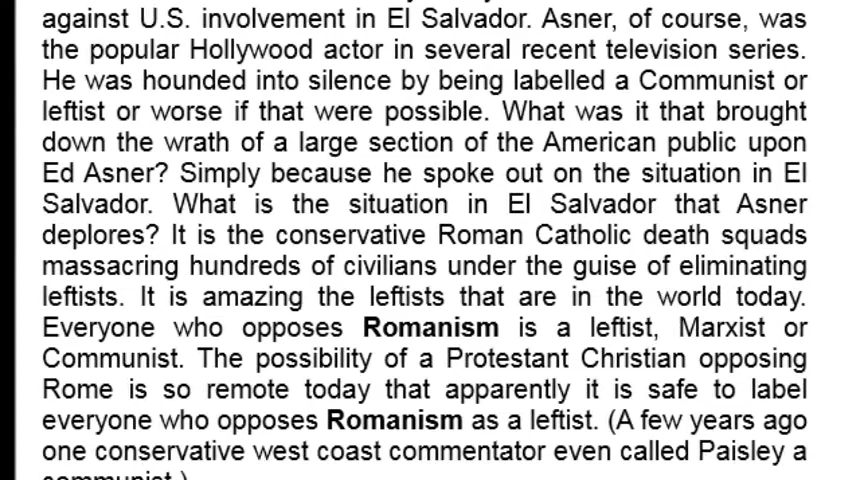 against U.S. involvement in El Salvador. Asner, of course, was
the popular Hollywood actor in several recent television series.
He was hounded into silence by being labelled a Communist or
leftist or worse if that were possible. What was it that brought
down the wrath of a large section of the American public upon
Ed Asner? Simply because he spoke out on the situation in El
Salvador. What is the situation in El Salvador that Asner
deplores? It is the conservative Roman Catholic death squads
massacring hundreds of civilians under the guise of eliminating
leftists. It is amazing the leftists that are in the world today.
Everyone who opposes Romanism is a leftist, Marxist or
Communist. The possibility of a Protestant Christian opposing
Rome is so remote today that apparently it is safe to label
everyone who opposes Romanism as a leftist. (A few years ago
one conservative west coast commentator even called Paisley a
communist.)